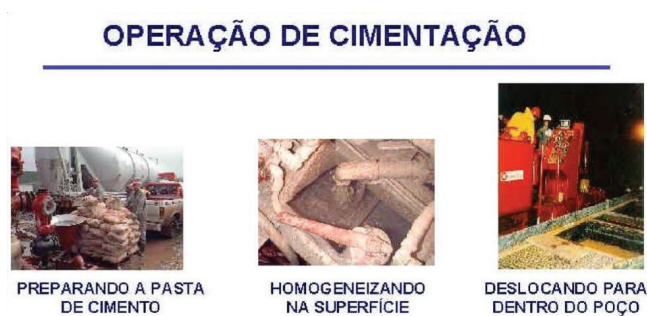 OPERAÇÃO DE CIMENTAÇÃO
PREPARANDO A PASTA
DE CIMENTO
HOMOGENEIZANDO
NA SUPERFÍCIE
DESLOCANDO PARA
DENTRO DO POÇO